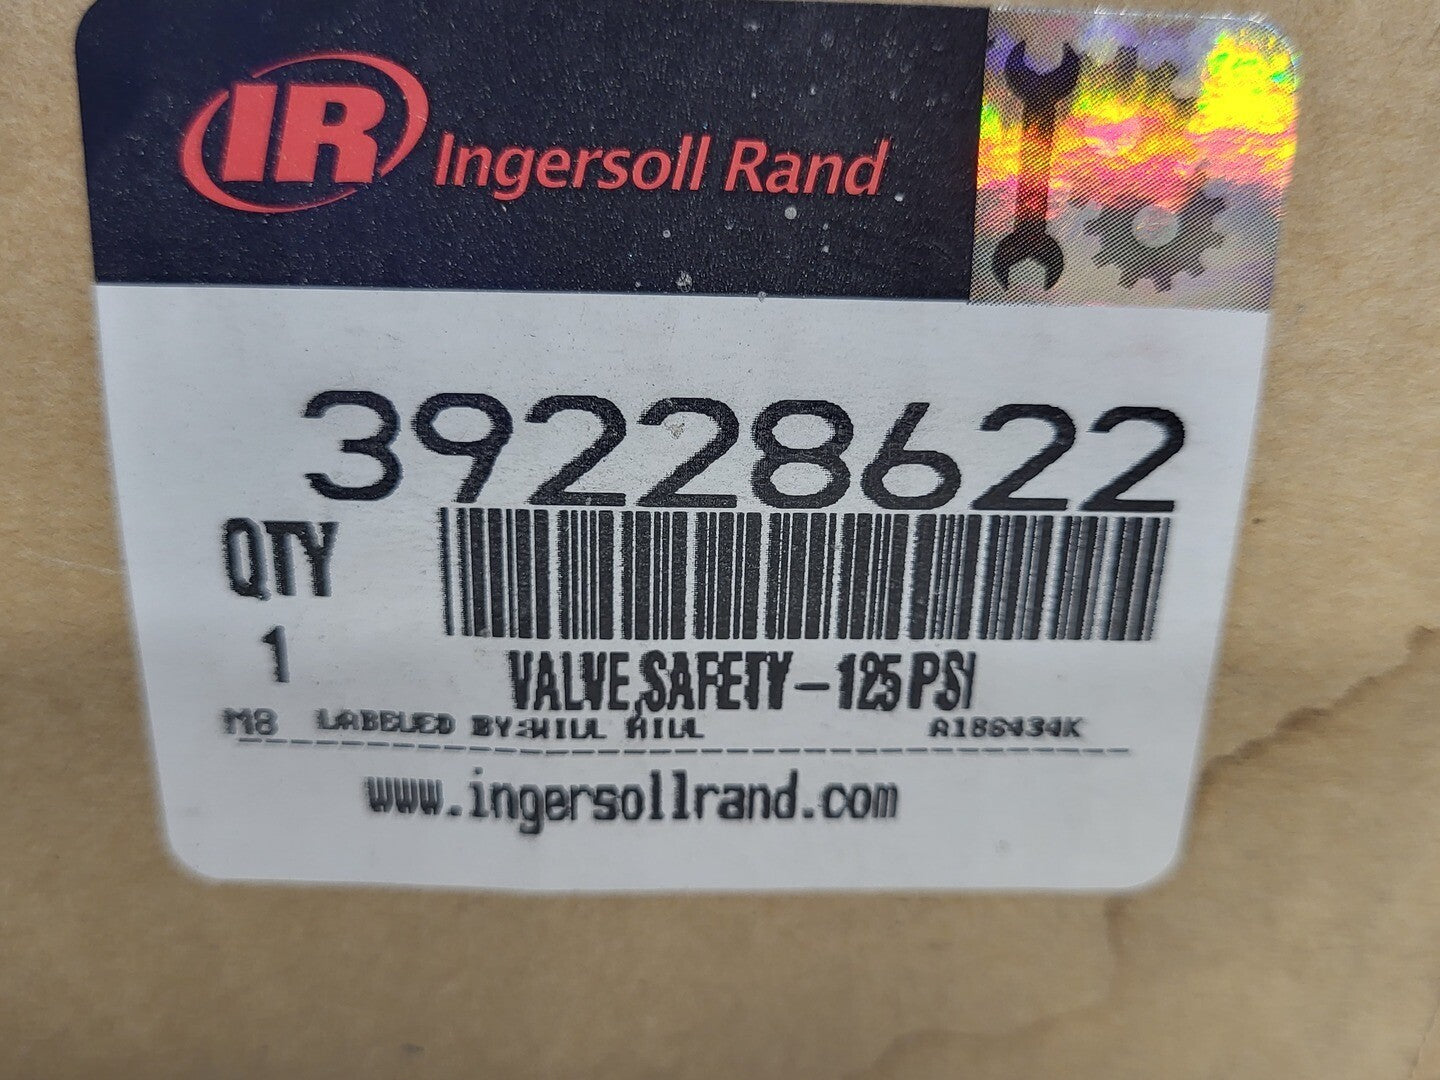 IR Ingersoll Rand
39228622
QTY
1
VALVE,SAFETY-125 PSI
M8 LABELED BY:WILL HILL A186434K
www.ingersollrand.com